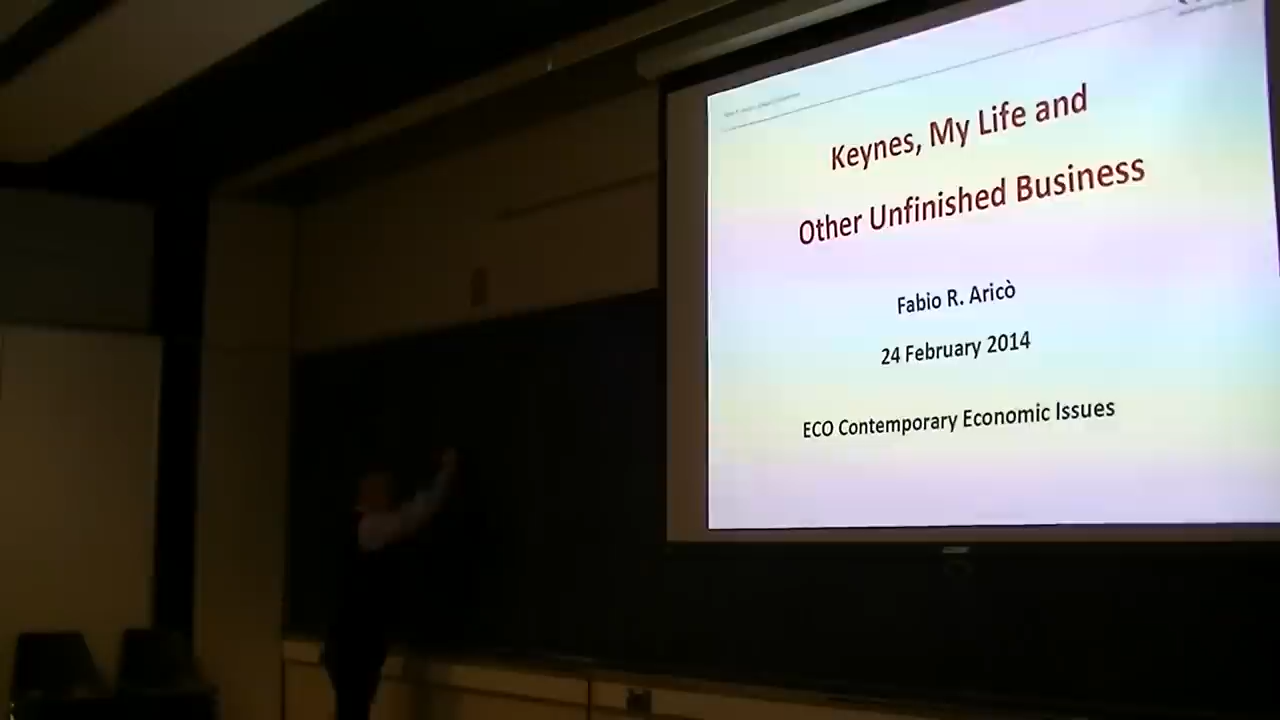 Keynes, My Life and
Other Unfinished Business
Fabio R. Aricò
24 February 2014
ECO Contemporary Economic Issues